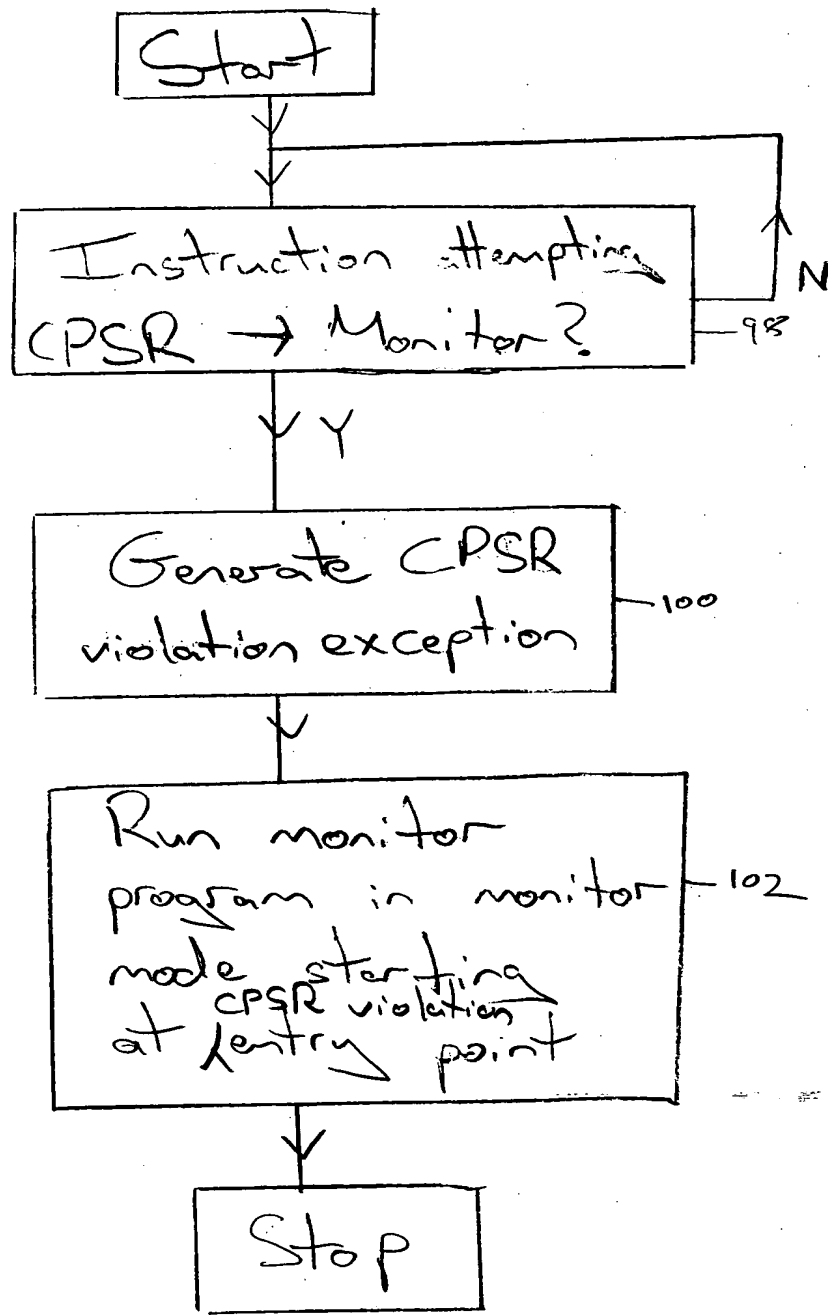 Start
Instruction attempting
CPSR → Monitor?
N
98
Y
Generate CPSR
violation exception
100
Run monitor
program in monitor
102
mode starting
CPSR violation
at entry point
Stop